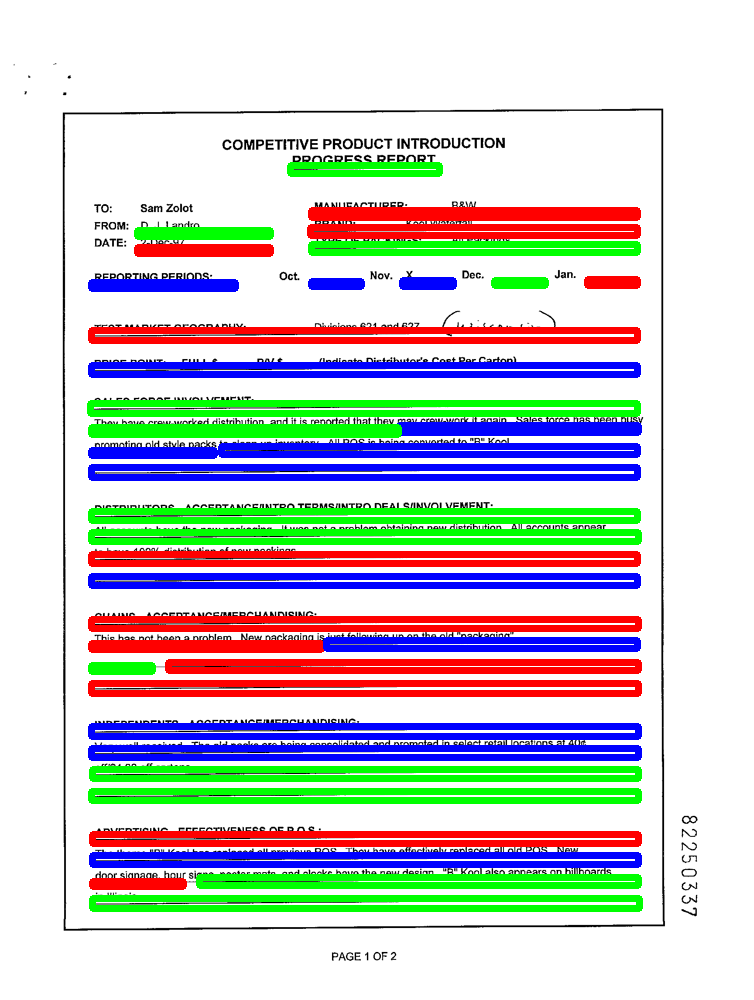 COMPETITIVE PRODUCT INTRODUCTION
PROGRESS REPORT
TO: Sam Zolot
MANUFACTURER: B&W
FROM: D. J. Landro
BRAND: Kool Waterfall
DATE: 2-Dec-97
TYPE OF PACKINGS: All Packings
REPORTING PERIODS: Oct. Nov. X Dec. Jan.
TEST MARKET GEOGRAPHY: Divisions 621 and 627
PRICE POINT: FULL $ P/V $ (Indicate Distributor's Cost Per Carton)
SALES FORCE INVOLVEMENT:
They have crew worked distribution, and it is reported that they may crew work it again. Sales force has been busy
promoting old style packs to clean up inventory. All POS is being converted to "B" Kool
DISTRIBUTORS - ACCEPTANCE/INTRO TERMS/INTRO DEALS/INVOLVEMENT:
All accounts have the new packaging. It was not a problem obtaining new distribution. All accounts appear
to have 100% distribution of new packings
CHAINS - ACCEPTANCE/MERCHANDISING:
This has not been a problem. New packaging is just following up on the old "packaging"
INDEPENDENTS - ACCEPTANCE/MERCHANDISING:
Very well received. The old packs are being consolidated and promoted in select retail locations at 40¢
off/$4.00 off cartons
ADVERTISING - EFFECTIVENESS OF P.O.S.:
The theme "B" Kool has replaced all previous POS. They have effectively replaced all old POS. New
door signage, hour signs, poster mats, and clocks have the new design. "B" Kool also appears on billboards
in Illinois
82250337
PAGE 1 OF 2